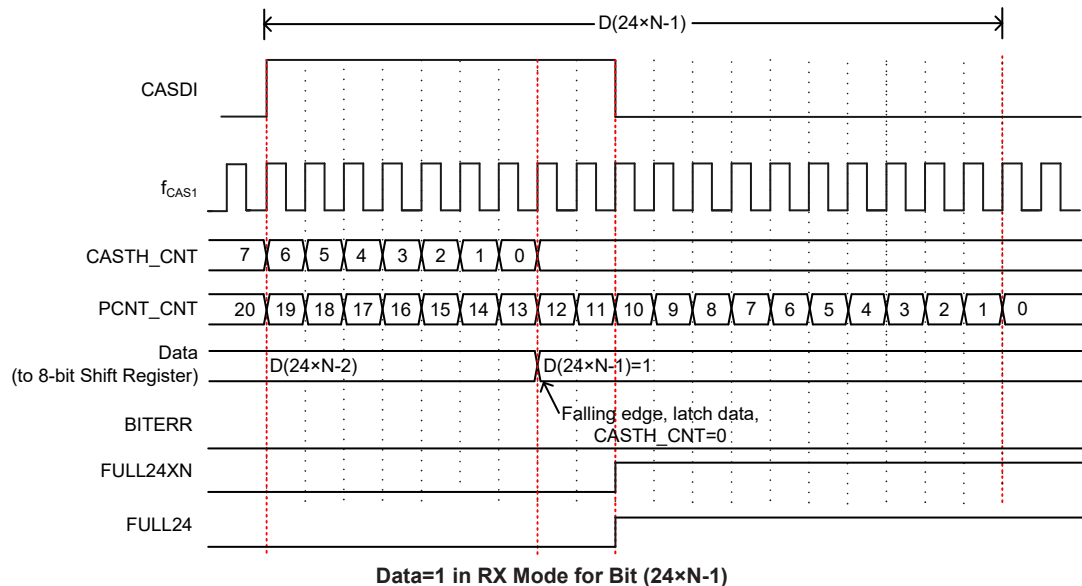 D(24×N-1)
CASDI
fCAS1
CASTH_CNT 7 6 5 4 3 2 1 0
PCNT_CNT 20 19 18 17 16 15 14 13 12 11 10 9 8 7 6 5 4 3 2 1 0
Data
(to 8-bit Shift Register)
D(24×N-2) D(24×N-1)=1
Falling edge, latch data,
CASTH_CNT=0
BITERR
FULL24XN
FULL24
Data=1 in RX Mode for Bit (24×N-1)